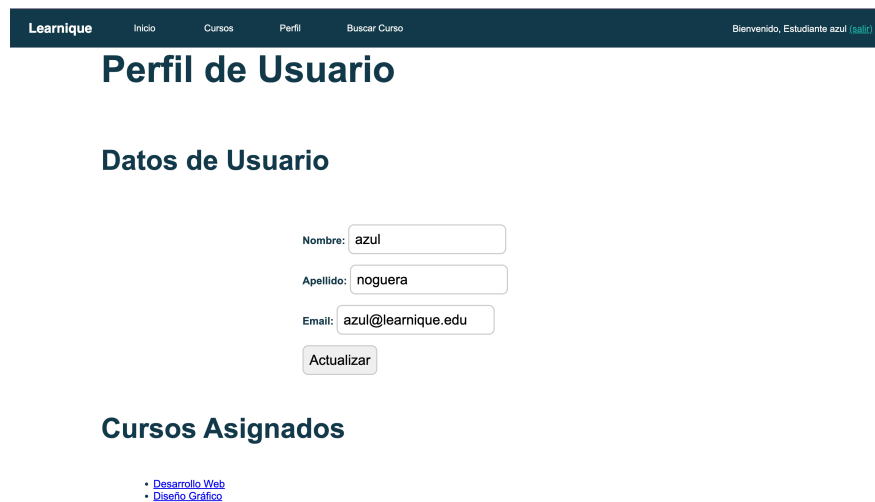 Learnique Inicio Cursos Perfil Buscar Curso Bienvenido, Estudiante azul (salir)
Perfil de Usuario
Datos de Usuario
Nombre: azul
Apellido: noguera
Email: azul@learnique.edu
Actualizar
Cursos Asignados
• Desarrollo Web
• Diseño Gráfico